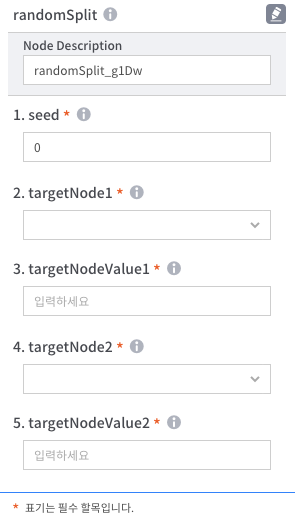 randomSplit
Node Description
randomSplit_g1Dw
1. seed *
0
2. targetNode1 *
3. targetNodeValue1 *
입력하세요
4. targetNode2 *
5. targetNodeValue2 *
입력하세요
* 표기는 필수 할목입니다.